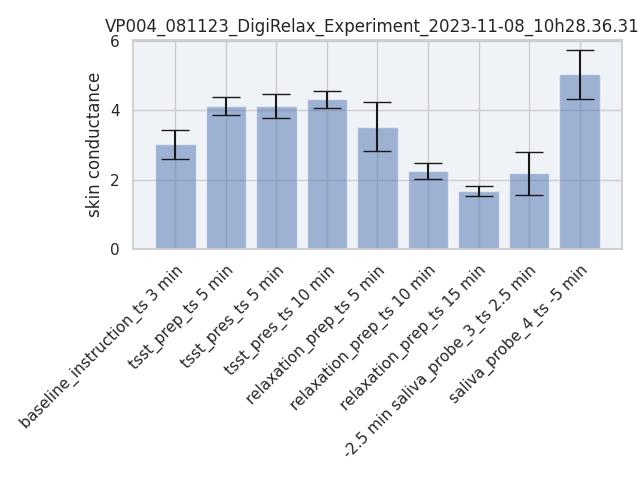 VP004_081123_DigiRelax_Experiment_2023-11-08_10h28.36.31
skin conductance
6
4
2
0
baseline_instruction_ts 3 min
tsst_prep_ts 5 min
tsst_pres_ts 5 min
tsst_pres_ts 10 min
relaxation_prep_ts 5 min
relaxation_prep_ts 10 min
relaxation_prep_ts 15 min
-2.5 min saliva_probe_3_ts 2.5 min
saliva_probe_4_ts -5 min